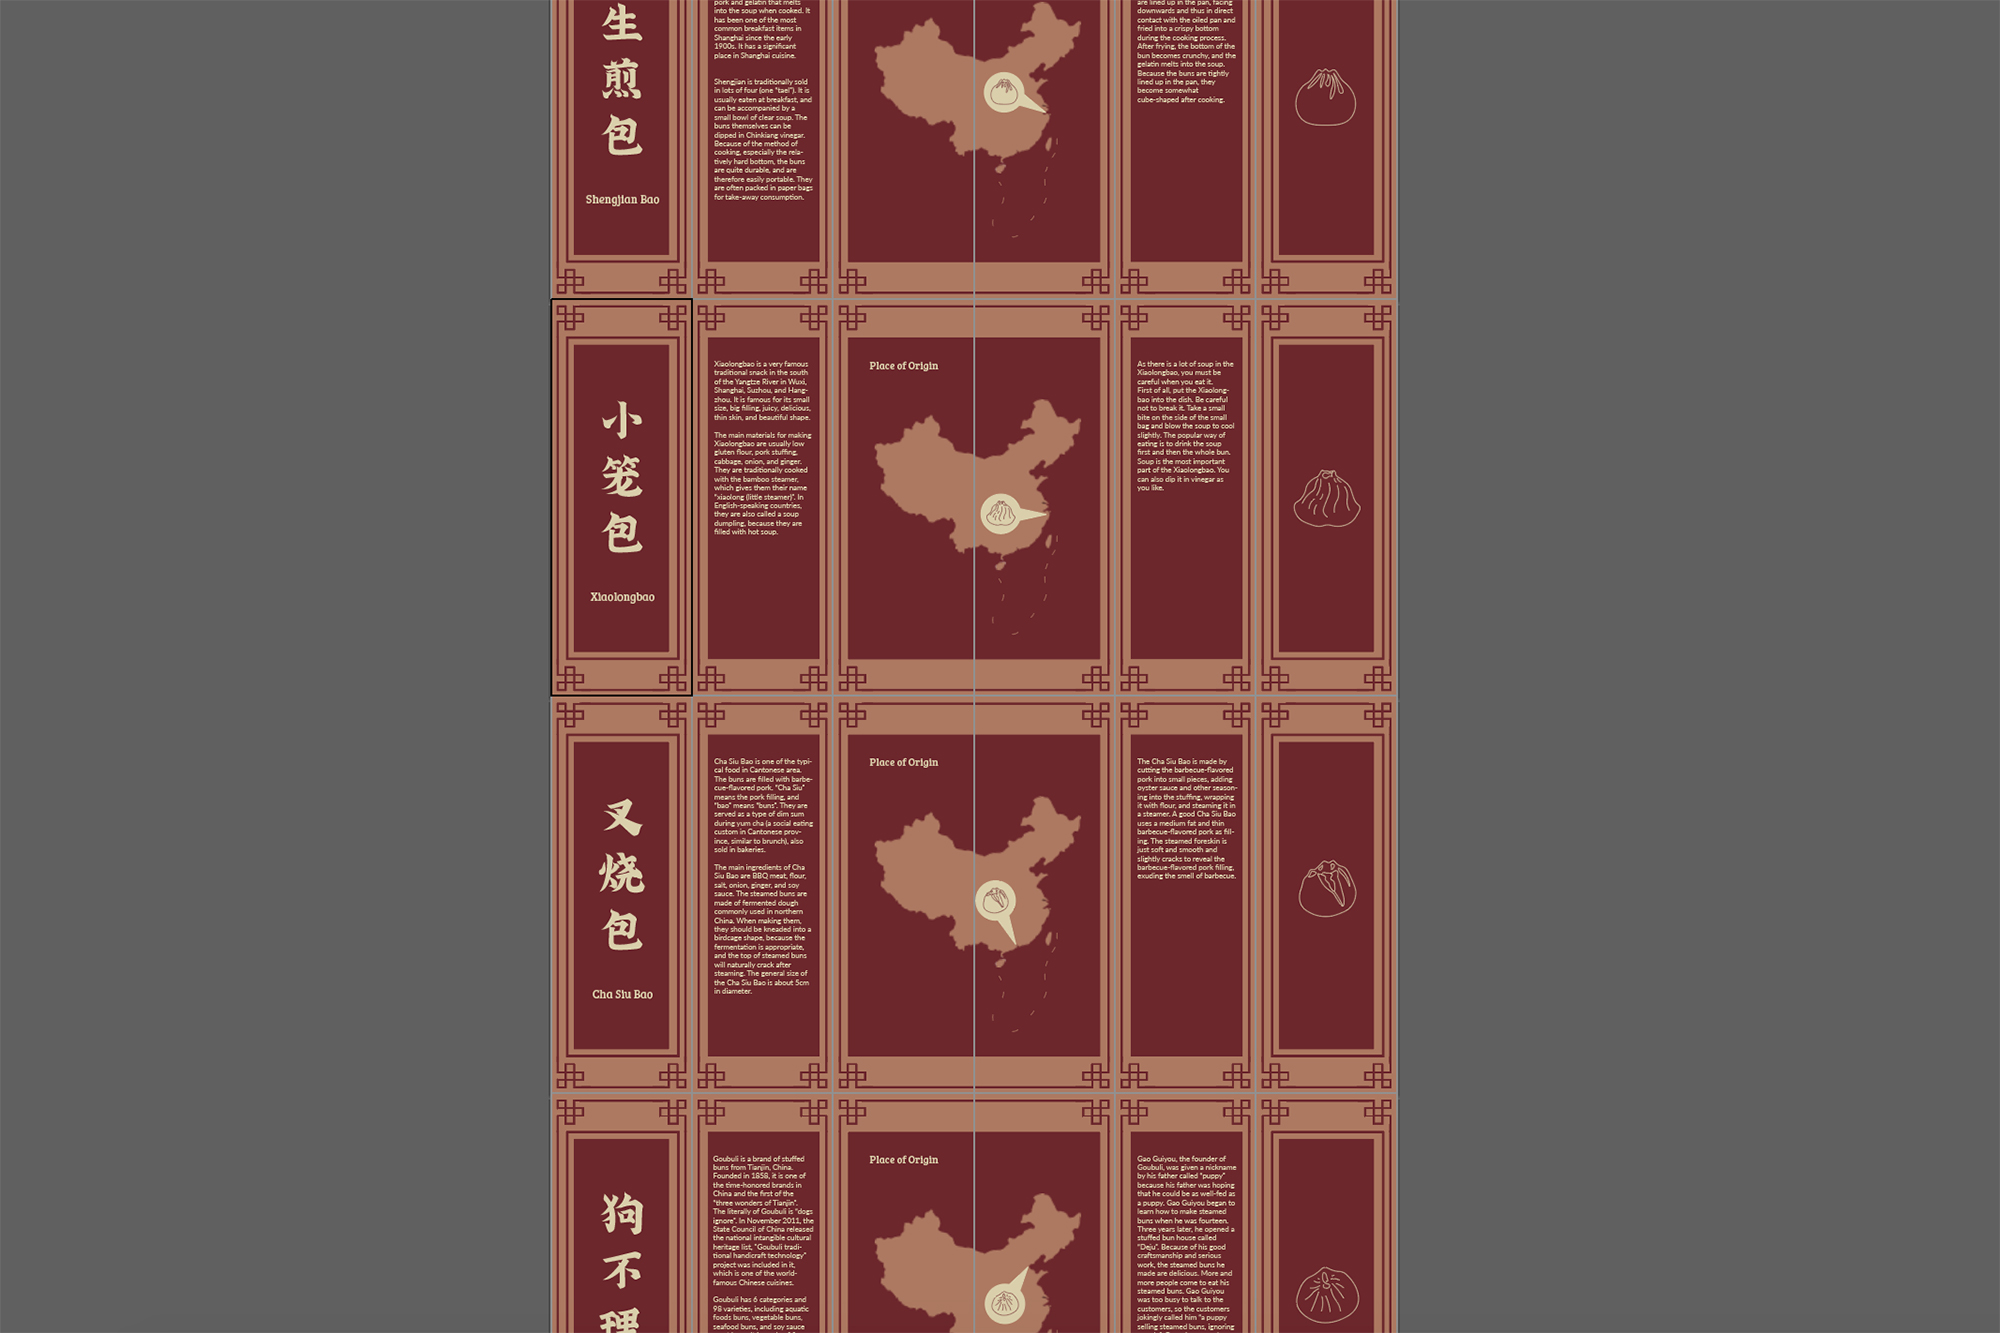 生
煎
包
Shengjian Bao
pork and gelatin that melts
into the soup when cooked. It
has been one of the most
common breakfast items in
Shanghai since the early
1900s. It has a significant
place in Shanghai cuisine.
Shengjian is traditionally sold
in lots of four (one "tael"). It is
usually eaten at breakfast, and
can be accompanied by a
small bowl of clear soup. The
buns themselves can be
dipped in Chinkiang vinegar.
Because of the method of
cooking, especially the rela-
tively hard bottom, the buns
are quite durable, and are
therefore easily portable. They
are often packed in paper bags
for take-away consumption.
are lined up in the pan, facing
downwards and thus in direct
contact with the oiled pan and
fried into a crispy bottom
during the cooking process.
After frying, the bottom of the
bun becomes crunchy, and the
gelatin melts into the soup.
Because the buns are tightly
lined up in the pan, they
become somewhat
cube-shaped after cooking.
小
笼
包
Xiaolongbao
Xiaolongbao is a very famous
traditional snack in the south
of the Yangtze River in Wuxi,
Shanghai, Suzhou, and Hang-
zhou. It is famous for its small
size, big filling, juicy, delicious,
thin skin, and beautiful shape.
The main materials for making
Xiaolongbao are usually low
gluten flour, pork stuffing,
cabbage, onion, and ginger.
They are traditionally cooked
with the bamboo steamer,
which gives them their name
"xiaolong (little steamer)". In
English-speaking countries,
they are also called a soup
dumpling, because they are
filled with hot soup.
Place of Origin
As there is a lot of soup in the
Xiaolongbao, you must be
careful when you eat it.
First of all, put the Xiaolong-
bao into the dish. Be careful
not to break it. Take a small
bite on the side of the small
bag and blow the soup to cool
slightly. The popular way of
eating is to drink the soup
first and then the whole bun.
Soup is the most important
part of the Xiaolongbao. You
can also dip it in vinegar as
you like.
叉
烧
包
Cha Siu Bao
Cha Siu Bao is one of the typi-
cal food in Cantonese area.
The buns are filled with barbe-
cue-flavored pork. "Cha Siu"
means the pork filling, and
"bao" means "buns". They are
served as a type of dim sum
during yum cha (a social eating
custom in Cantonese prov-
ince, similar to brunch), also
sold in bakeries.
The main ingredients of Cha
Siu Bao are BBQ meat, flour,
salt, onion, ginger, and soy
sauce. The steamed buns are
made of fermented dough
commonly used in northern
China. When making them,
they should be kneaded into a
birdcage shape, because the
fermentation is appropriate,
and the top of steamed buns
will naturally crack after
steaming. The general size of
the Cha Siu Bao is about 5cm
in diameter.
Place of Origin
The Cha Siu Bao is made by
cutting the barbecue-flavored
pork into small pieces, adding
oyster sauce and other season-
ing into the stuffing, wrapping
it with flour, and steaming it in
a steamer. A good Cha Siu Bao
uses a medium fat and thin
barbecue-flavored pork as fill-
ing. The steamed foreskin is
just soft and smooth and
slightly cracks to reveal the
barbecue-flavored pork filling,
exuding the smell of barbecue.
狗
不
理
Goubuli is a brand of stuffed
buns from Tianjin, China.
Founded in 1858, it is one of
the time-honored brands in
China and the first of the
"three wonders of Tianjin".
The literally of Goubuli is "dogs
ignore". In November 2011, the
State Council of China released
the national intangible cultural
heritage list, "Goubuli tradi-
tional handicraft technology"
project was included in it,
which is one of the world-
famous Chinese cuisines.
Goubuli has 6 categories and
98 varieties, including aquatic
foods buns, vegetable buns,
seafood buns, and soy sauce
Place of Origin
Gao Guiyou, the founder of
Goubuli, was given a nickname
by his father called "puppy"
because his father was hoping
that he could be as well-fed as
a puppy. Gao Guiyou began to
learn how to make steamed
buns when he was fourteen.
Three years later, he opened a
stuffed bun house called
"Deju". Because of his good
craftsmanship and serious
work, the steamed buns he
made are delicious. More and
more people come to eat his
steamed buns. Gao Guiyou
was too busy to talk to the
customers, so the customers
jokingly called him "a puppy
selling steamed buns, ignoring